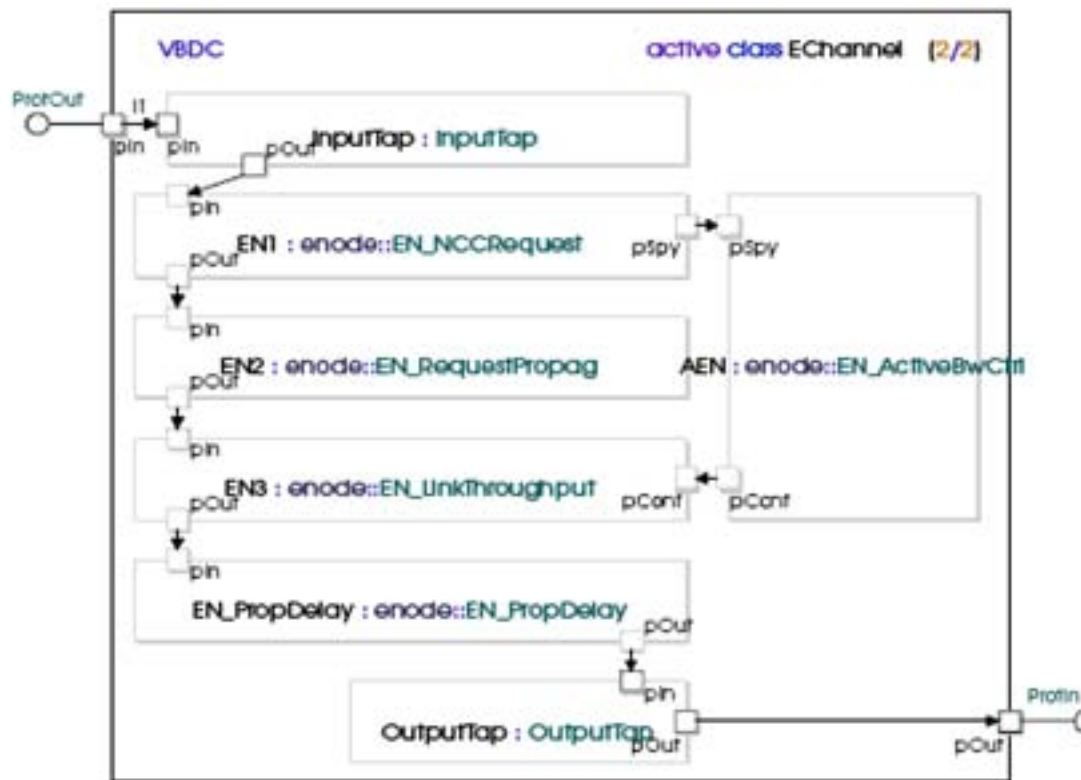 VBDC active class EChannel (2/2)
ProtOut
l1
pIn pIn
InputTap : InputTap
pOut
pIn
EN1 : enode::EN_NCCRequest
pSpy pSpy
pOut
pIn
EN2 : enode::EN_RequestPropag
AEN : enode::EN_ActiveBwCtrl
pOut
pIn
EN3 : enode::EN_LinkThroughput
pConf pConf
pOut
pIn
EN_PropDelay : enode::EN_PropDelay
pOut
pIn
ProtIn
OutputTap : OutputTap
pOut pOut